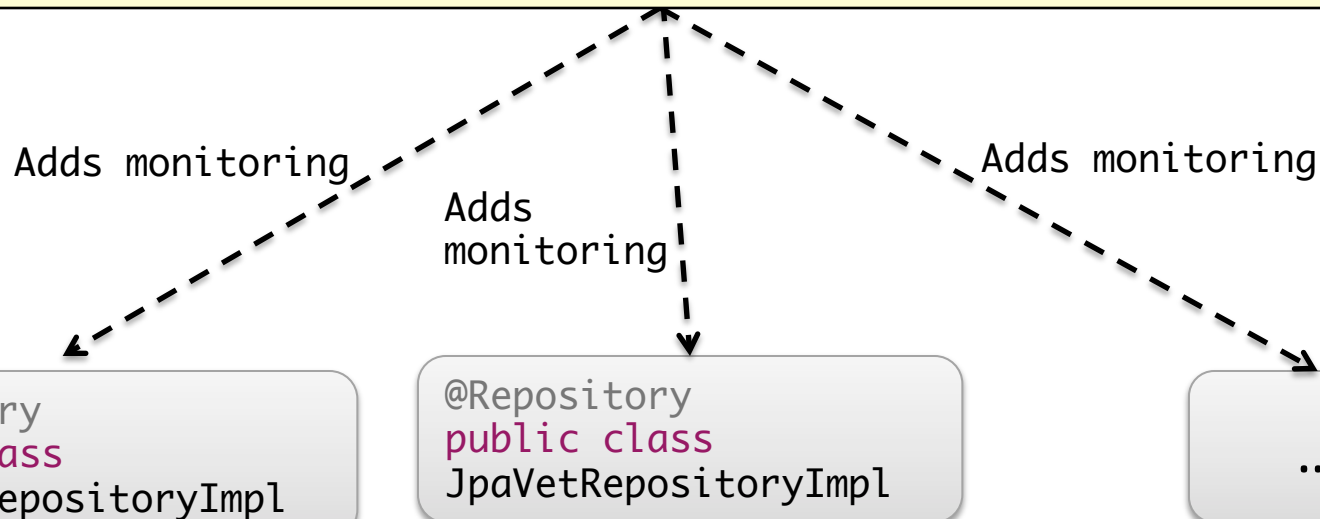 Adds monitoring
Adds monitoring
Adds
monitoring
ry
ass
epositoryImpl
@Repository
public class
JpaVetRepositoryImpl
..